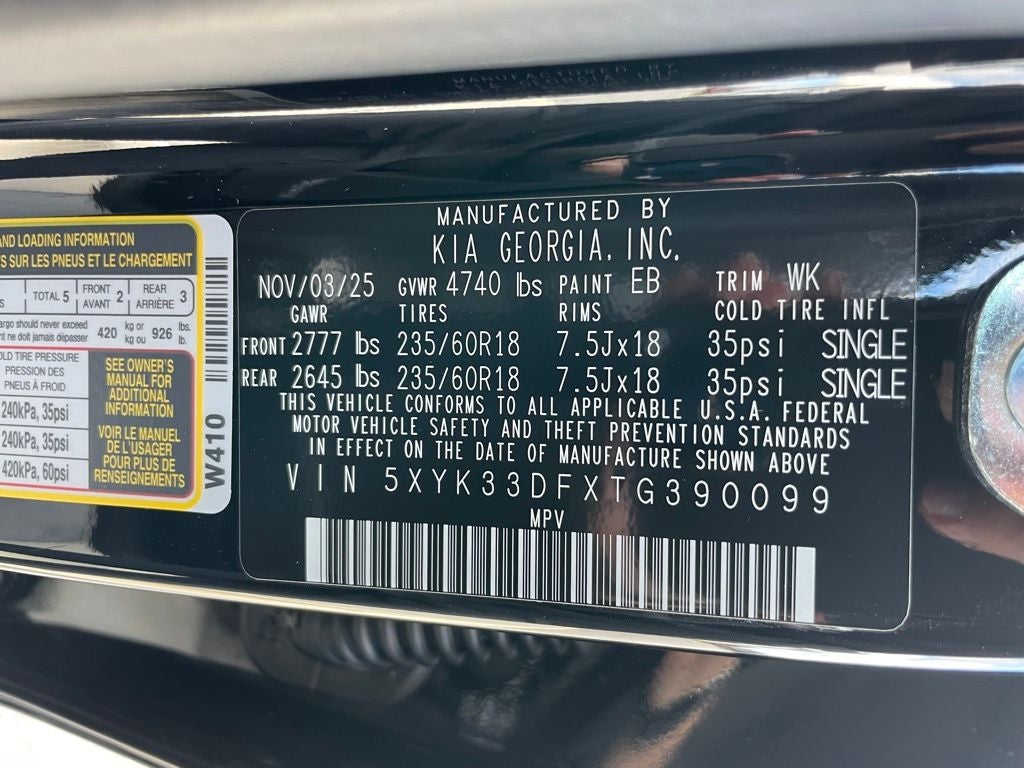 AND LOADING INFORMATION
S SUR LES PNEUS ET LE CHARGEMENT
TOTAL 5 FRONT AVANT 2 REAR ARRIÈRE 3
argo should never exceed 420 kg or 926 lbs.
nt ne doit jamais dépasser kg ou lb.
OLD TIRE PRESSURE
PRESSION DES
PNEUS À FROID
240kPa, 35psi
240kPa, 35psi
420kPa, 60psi
SEE OWNER'S
MANUAL FOR
ADDITIONAL
INFORMATION
VOIR LE MANUEL
DE L'USAGER
POUR PLUS DE
RENSEIGNEMENTS
W410
MANUFACTURED BY
KIA GEORGIA, INC.
NOV/03/25 GVWR 4740 lbs PAINT EB TRIM WK
GAWR TIRES RIMS COLD TIRE INFL
FRONT 2777 lbs 235/60R18 7.5Jx18 35psi SINGLE
REAR 2645 lbs 235/60R18 7.5Jx18 35psi SINGLE
THIS VEHICLE CONFORMS TO ALL APPLICABLE U.S.A. FEDERAL
MOTOR VEHICLE SAFETY AND THEFT PREVENTION STANDARDS
IN EFFECT ON THE DATE OF MANUFACTURE SHOWN ABOVE
VIN 5XYK33DFXTG390099
MPV